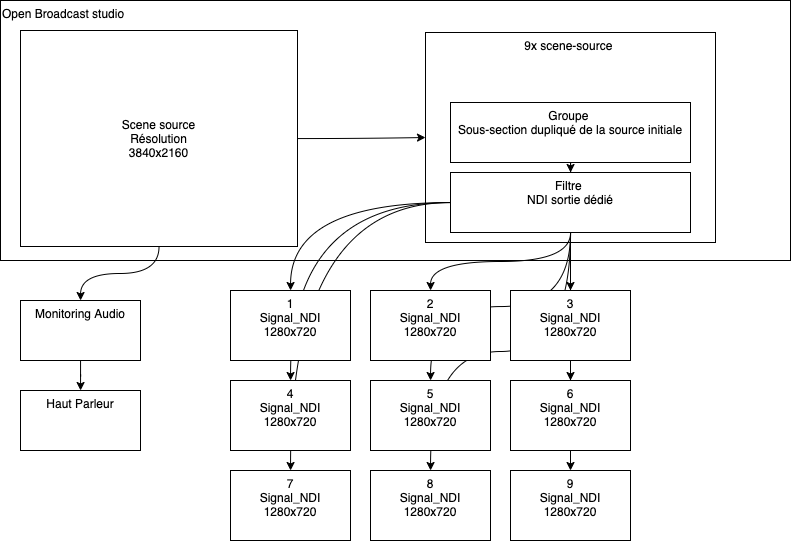 Open Broadcast studio
9x scene-source
Scene source
Résolution
3840x2160
Groupe
Sous-section dupliqué de la source initiale
Filtre
NDI sortie dédié
Monitoring Audio
Haut Parleur
1
Signal_NDI
1280x720
2
Signal_NDI
1280x720
3
Signal_NDI
1280x720
4
Signal_NDI
1280x720
5
Signal_NDI
1280x720
6
Signal_NDI
1280x720
7
Signal_NDI
1280x720
8
Signal_NDI
1280x720
9
Signal_NDI
1280x720